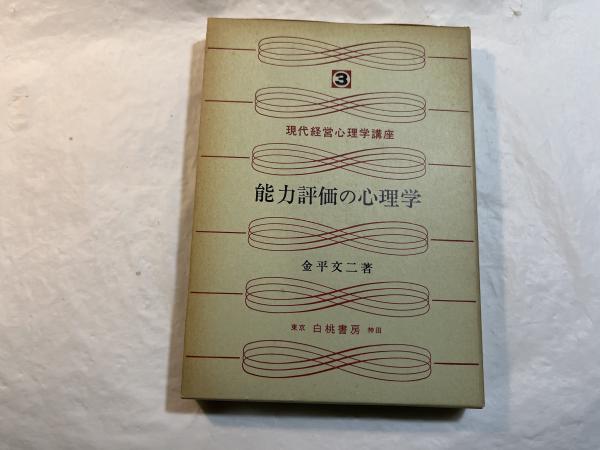 3
現代経営心理学講座
能力評価の心理学
金平文二著
東京 白桃書房 神田